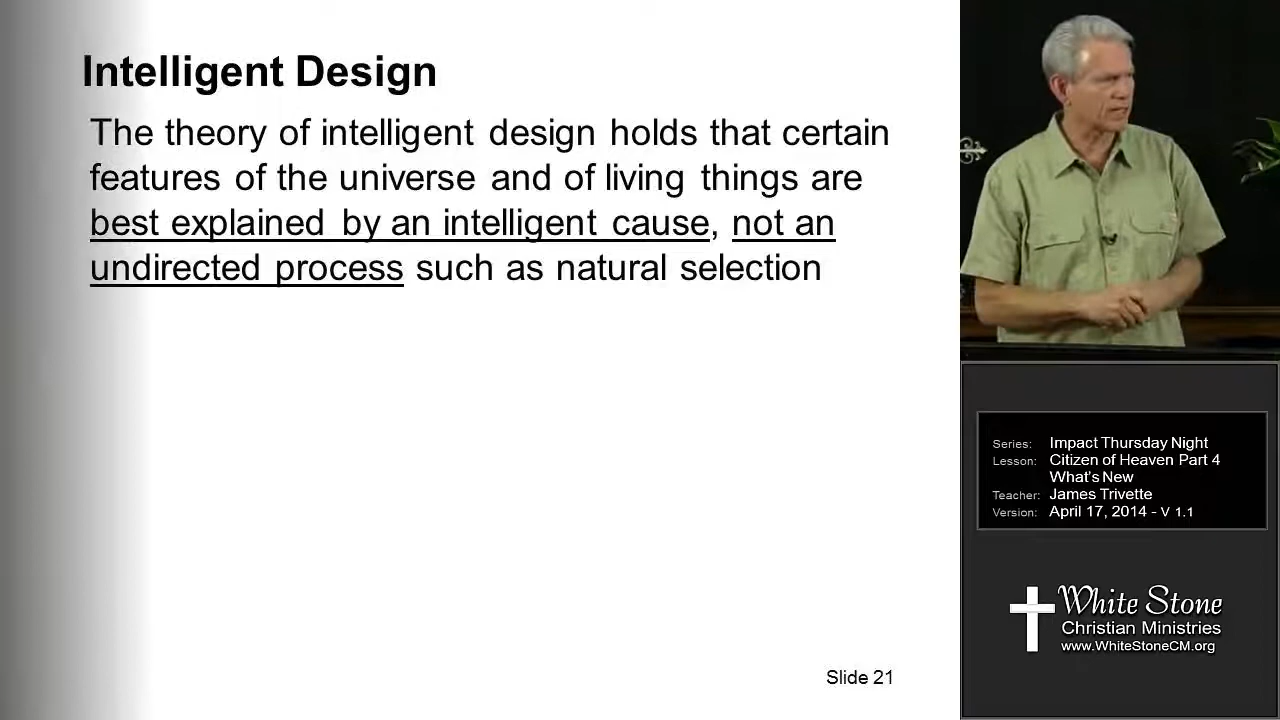 Intelligent Design
The theory of intelligent design holds that certain
features of the universe and of living things are
best explained by an intelligent cause, not an
undirected process such as natural selection
Slide 21
Series: Impact Thursday Night
Lesson: Citizen of Heaven Part 4
What's New
Teacher: James Trivette
Version: April 17, 2014 - V 1.1
White Stone
Christian Ministries
www.WhiteStoneCM.org